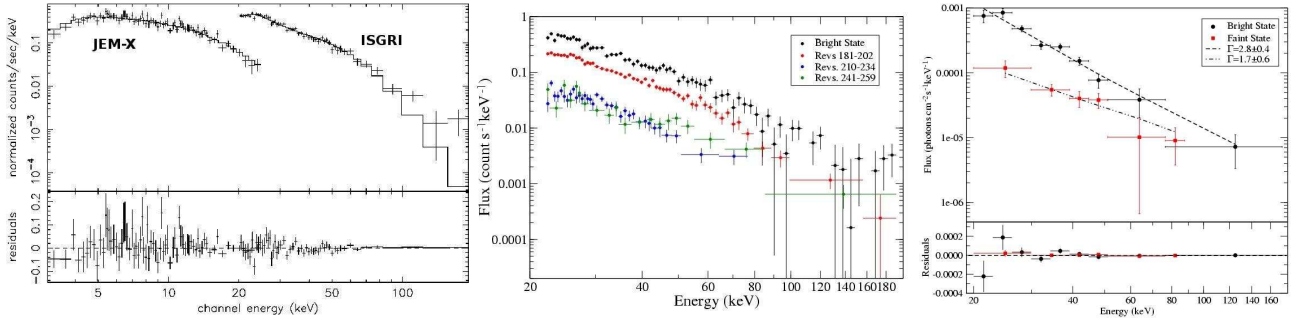 JEM-X
ISGRI
normalized counts/sec/keV
0.1
0.01
10−3
10−4
residuals
0.2
0.1
0
−0.1
5
10
50
100
channel energy (keV)
Bright State
Revs 181-202
Revs. 210-234
Revs. 241-259
Flux (count s-1 keV-1)
1
0.1
0.01
0.001
0.0001
20
40
60
80
100
120
140
160
180
Energy (keV)
Bright State
Faint State
Γ=2.8±0.4
Γ=1.7±0.6
Flux (photons cm-2 s-1 keV-1)
0.001
0.0001
1e-05
1e-06
Residuals
0.0002
0.0000
-0.0002
-0.0004
20
40
60
80
100
120
160
Energy (keV)